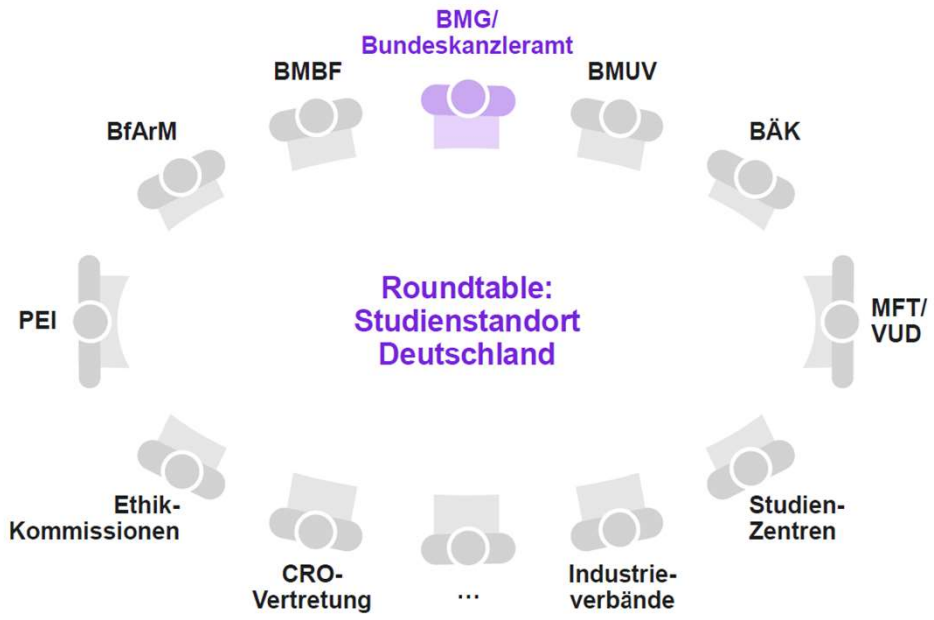 BMG/
Bundeskanzleramt
BMBF
BMUV
BfArM
BÄK
PEI
Roundtable:
Studienstandort
Deutschland
MFT/
VUD
Ethik-
Kommissionen
Studien-
Zentren
CRO-
Vertretung
...
Industrie-
verbände